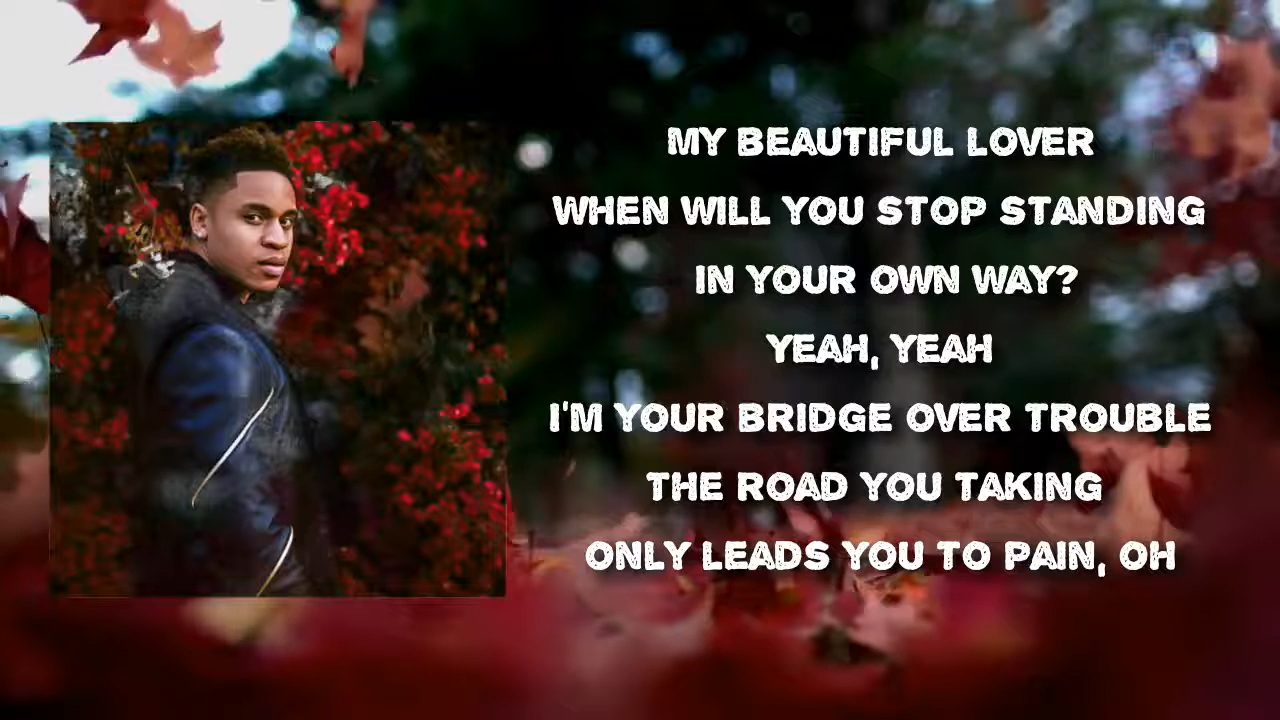 MY BEAUTIFUL LOVER
WHEN WILL YOU STOP STANDING
IN YOUR OWN WAY?
YEAH, YEAH
I'M YOUR BRIDGE OVER TROUBLE
THE ROAD YOU TAKING
ONLY LEADS YOU TO PAIN, OH